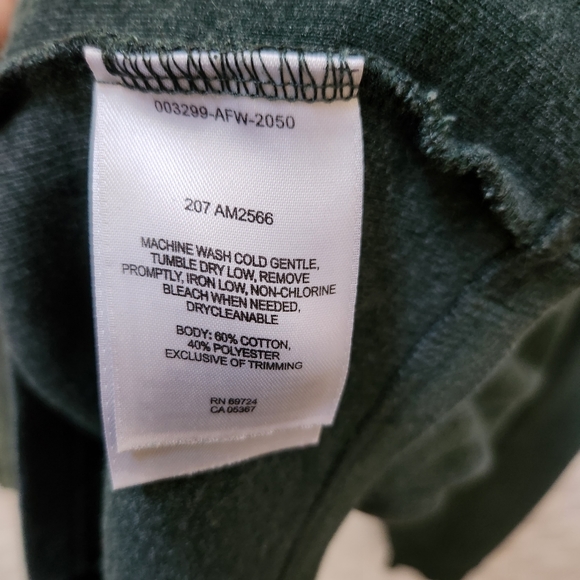 003299-AFW-2050
207 AM2566
MACHINE WASH COLD GENTLE,
TUMBLE DRY LOW, REMOVE
PROMPTLY, IRON LOW, NON-CHLORINE
BLEACH WHEN NEEDED,
DRYCLEANABLE
BODY: 60% COTTON,
40% POLYESTER
EXCLUSIVE OF TRIMMING
RN 69724
CA 05367